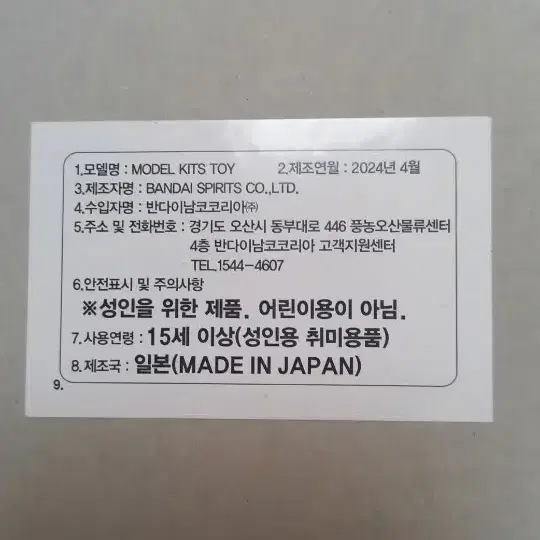 1.모델명 : MODEL KITS TOY 2.제조연월 : 2024년 4월
3.제조자명 : BANDAI SPIRITS CO.,LTD.
4.수입자명 : 반다이남코코리아㈜
5.주소 및 전화번호 : 경기도 오산시 동부대로 446 풍농오산물류센터
4층 반다이남코코리아 고객지원센터
TEL.1544-4607
6.안전표시 및 주의사항
※성인을 위한 제품. 어린이용이 아님.
7.사용연령 : 15세 이상(성인용 취미용품)
8.제조국 : 일본(MADE IN JAPAN)
9.